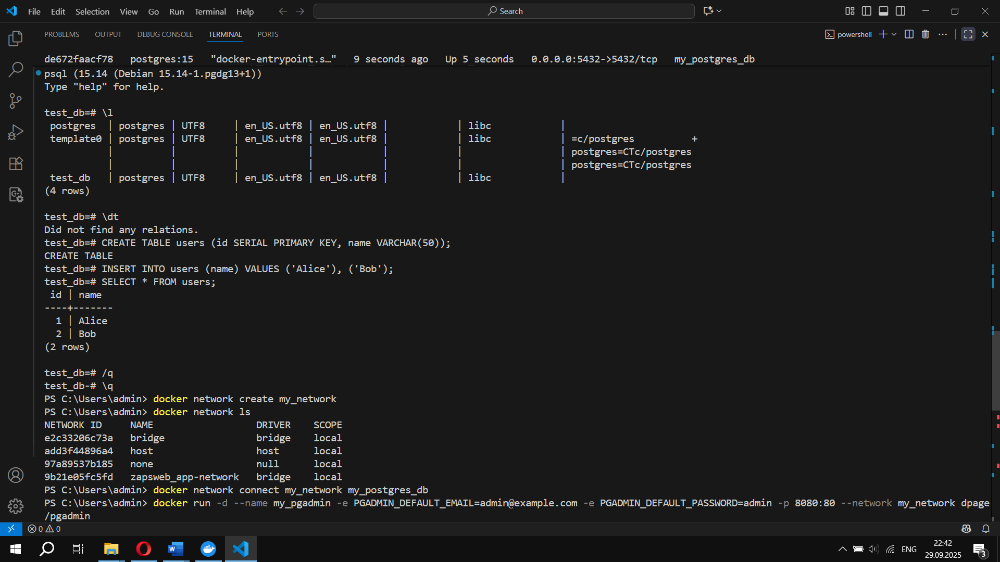 File Edit Selection View Go Run Terminal Help
Search
PROBLEMS OUTPUT DEBUG CONSOLE TERMINAL PORTS
powershell
de672faacf78   postgres:15   "docker-entrypoint.s…"   9 seconds ago   Up 5 seconds   0.0.0.0:5432->5432/tcp   my_postgres_db
psql (15.14 (Debian 15.14-1.pgdg13+1))
Type "help" for help.
test_db=# \l
 postgres  | postgres | UTF8     | en_US.utf8 | en_US.utf8 |            | libc            |
 template0 | postgres | UTF8     | en_US.utf8 | en_US.utf8 |            | libc            | =c/postgres          +
           |          |          |            |            |            |                 | postgres=CTc/postgres
           |          |          |            |            |            |                 | postgres=CTc/postgres
 test_db   | postgres | UTF8     | en_US.utf8 | en_US.utf8 |            | libc            |
(4 rows)
test_db=# \dt
Did not find any relations.
test_db=# CREATE TABLE users (id SERIAL PRIMARY KEY, name VARCHAR(50));
CREATE TABLE
test_db=# INSERT INTO users (name) VALUES ('Alice'), ('Bob');
test_db=# SELECT * FROM users;
 id | name
----+-------
  1 | Alice
  2 | Bob
(2 rows)
test_db=# /q
test_db-# \q
PS C:\Users\admin> docker network create my_network
PS C:\Users\admin> docker network ls
NETWORK ID     NAME                  DRIVER    SCOPE
e2c33206c73a   bridge                bridge    local
add3f44896a4   host                  host      local
97a89537b185   none                  null      local
9b21e05fc5fd   zapsweb_app-network   bridge    local
PS C:\Users\admin> docker network connect my_network my_postgres_db
PS C:\Users\admin> docker run -d --name my_pgadmin -e PGADMIN_DEFAULT_EMAIL=admin@example.com -e PGADMIN_DEFAULT_PASSWORD=admin -p 8080:80 --network my_network dpage
/pgadmin
0 0
ENG
22:42
29.09.2025
3